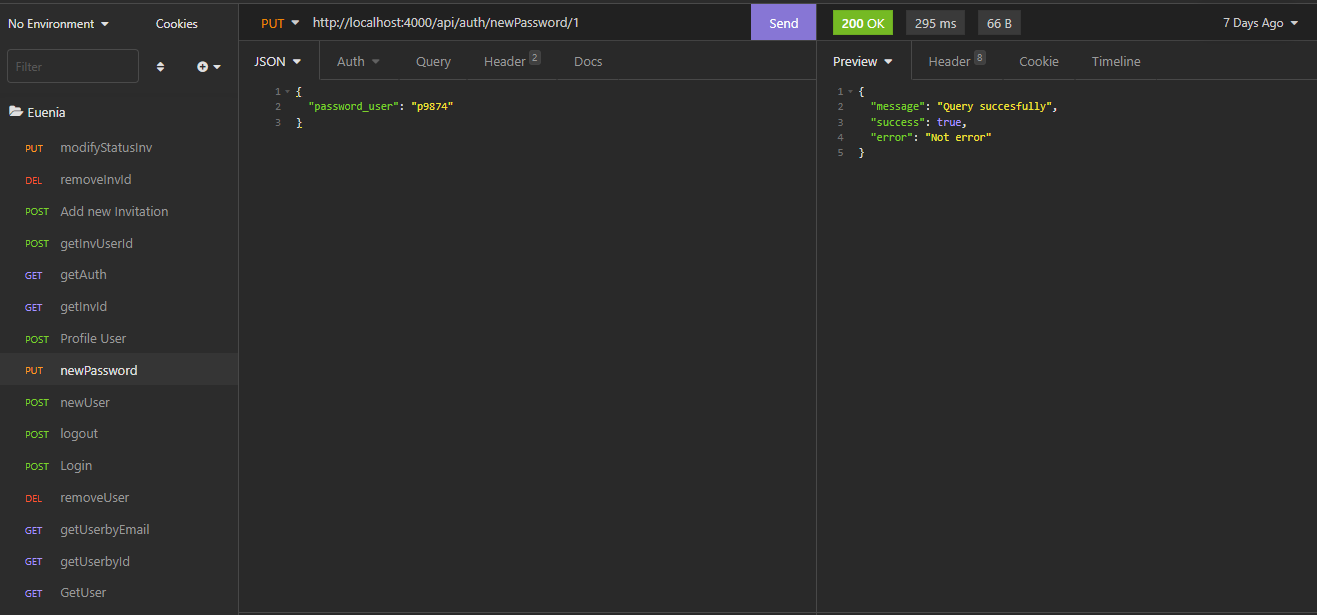 No Environment
Cookies
Filter
Euenia
PUT modifyStatusInv
DEL removeInvId
POST Add new Invitation
POST getInvUserId
GET getAuth
GET getInvId
POST Profile User
PUT newPassword
POST newUser
POST logout
POST Login
DEL removeUser
GET getUserbyEmail
GET getUserbyId
GET GetUser
PUT http://localhost:4000/api/auth/newPassword/1 Send
JSON Auth Query Header 2 Docs
1 {
2 "password_user": "p9874"
3 }
200 OK 295 ms 66 B 7 Days Ago
Preview Header 8 Cookie Timeline
1 {
2 "message": "Query succesfully",
3 "success": true,
4 "error": "Not error"
5 }